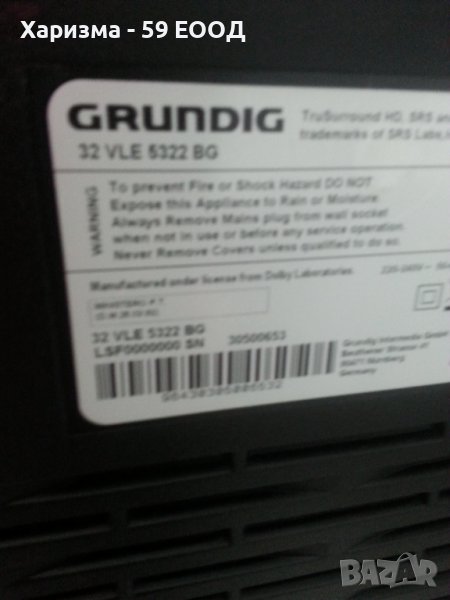 Харизма - 59 ЕООД
GRUNDIG
TruSurround HD, SRS and
trademarks of SRS Labs,
32 VLE 5322 BG
WARNING
To prevent Fire or Shock Hazard DO NOT
Expose this Appliance to Rain or Moisture.
Always Remove Mains plug from wall socket
when not in use or before any service operation.
Never Remove Covers unless qualified to do so.
Manufactured under license from Dolby Laboratories.
220-240V~
32 VLE 5322 BG
LSF0000000 SN 30500653
Grundig Intermedia GmbH
Germany
BAZAR